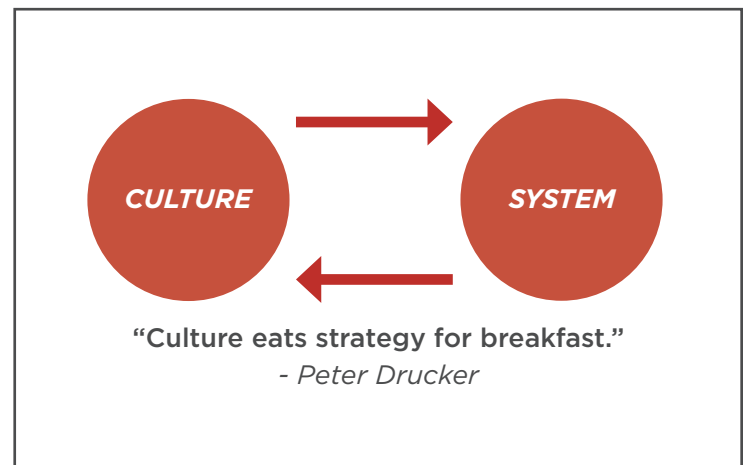 CULTURE
SYSTEM
“Culture eats strategy for breakfast.”
- Peter Drucker